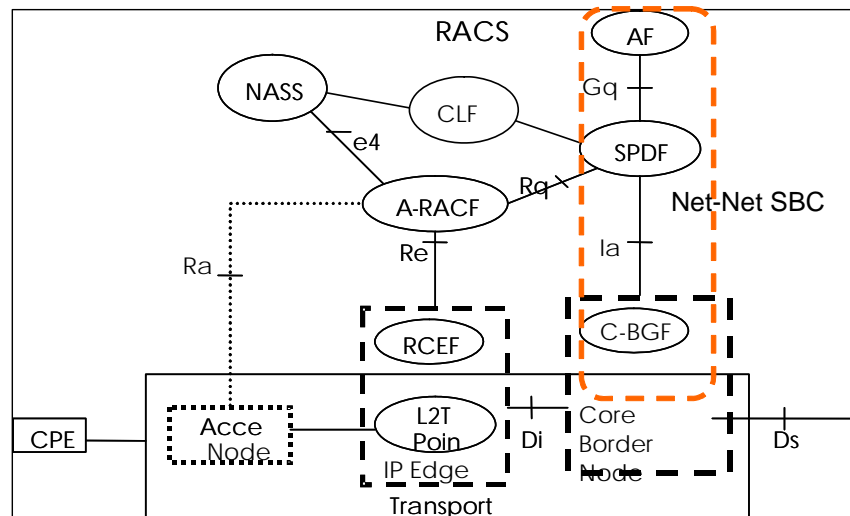 RACS
AF
NASS
Gq
CLF
e4
SPDF
Rq
A-RACF
Net-Net SBC
Ra
Re
Ia
RCEF
C-BGF
Acce
Node
L2T
Poin
IP Edge
Di
Core
Border
Node
Ds
CPE
Transport